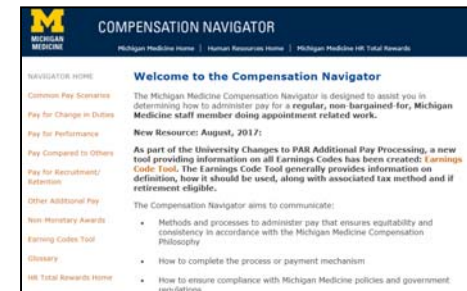 M
MICHIGAN
MEDICINE
COMPENSATION NAVIGATOR
Michigan Medicine Home | Human Resources Home | Michigan Medicine HR Total Rewards
NAVIGATOR HOME
Common Pay Scenarios
Pay for Change in Duties
Pay for Performance
Pay Compared to Others
Pay for Recruitment/
Retention
Other Additional Pay
Non Monetary Awards
Earning Codes Tool
Glossary
HR Total Rewards Home
Welcome to the Compensation Navigator
The Michigan Medicine Compensation Navigator is designed to assist you in
determining how to administer pay for a regular, non-bargained-for, Michigan
Medicine staff member doing appointment related work.
New Resource: August, 2017:
As part of the University Changes to PAR Additional Pay Processing, a new
tool providing information on all Earnings Codes has been created: Earnings
Code Tool. The Earnings Code Tool generally provides information on
definition, how it should be used, along with associated tax method and if
retirement eligible.
The Compensation Navigator aims to communicate:
• Methods and processes to administer pay that ensures equitability and
consistency in accordance with the Michigan Medicine Compensation
Philosophy
• How to complete the process or payment mechanism
• How to ensure compliance with Michigan Medicine policies and government
regulations